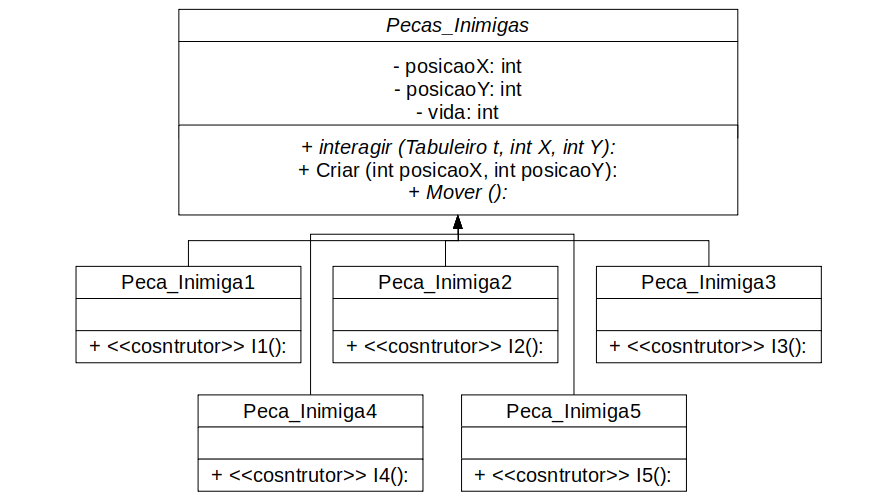 Pecas_Inimigas
- posicaoX: int
- posicaoY: int
- vida: int
+ interagir (Tabuleiro t, int X, int Y):
+ Criar (int posicaoX, int posicaoY):
+ Mover ():
Peca_Inimiga1
+ <<cosntrutor>> I1():
Peca_Inimiga2
+ <<cosntrutor>> I2():
Peca_Inimiga3
+ <<cosntrutor>> I3():
Peca_Inimiga4
+ <<cosntrutor>> I4():
Peca_Inimiga5
+ <<cosntrutor>> I5():